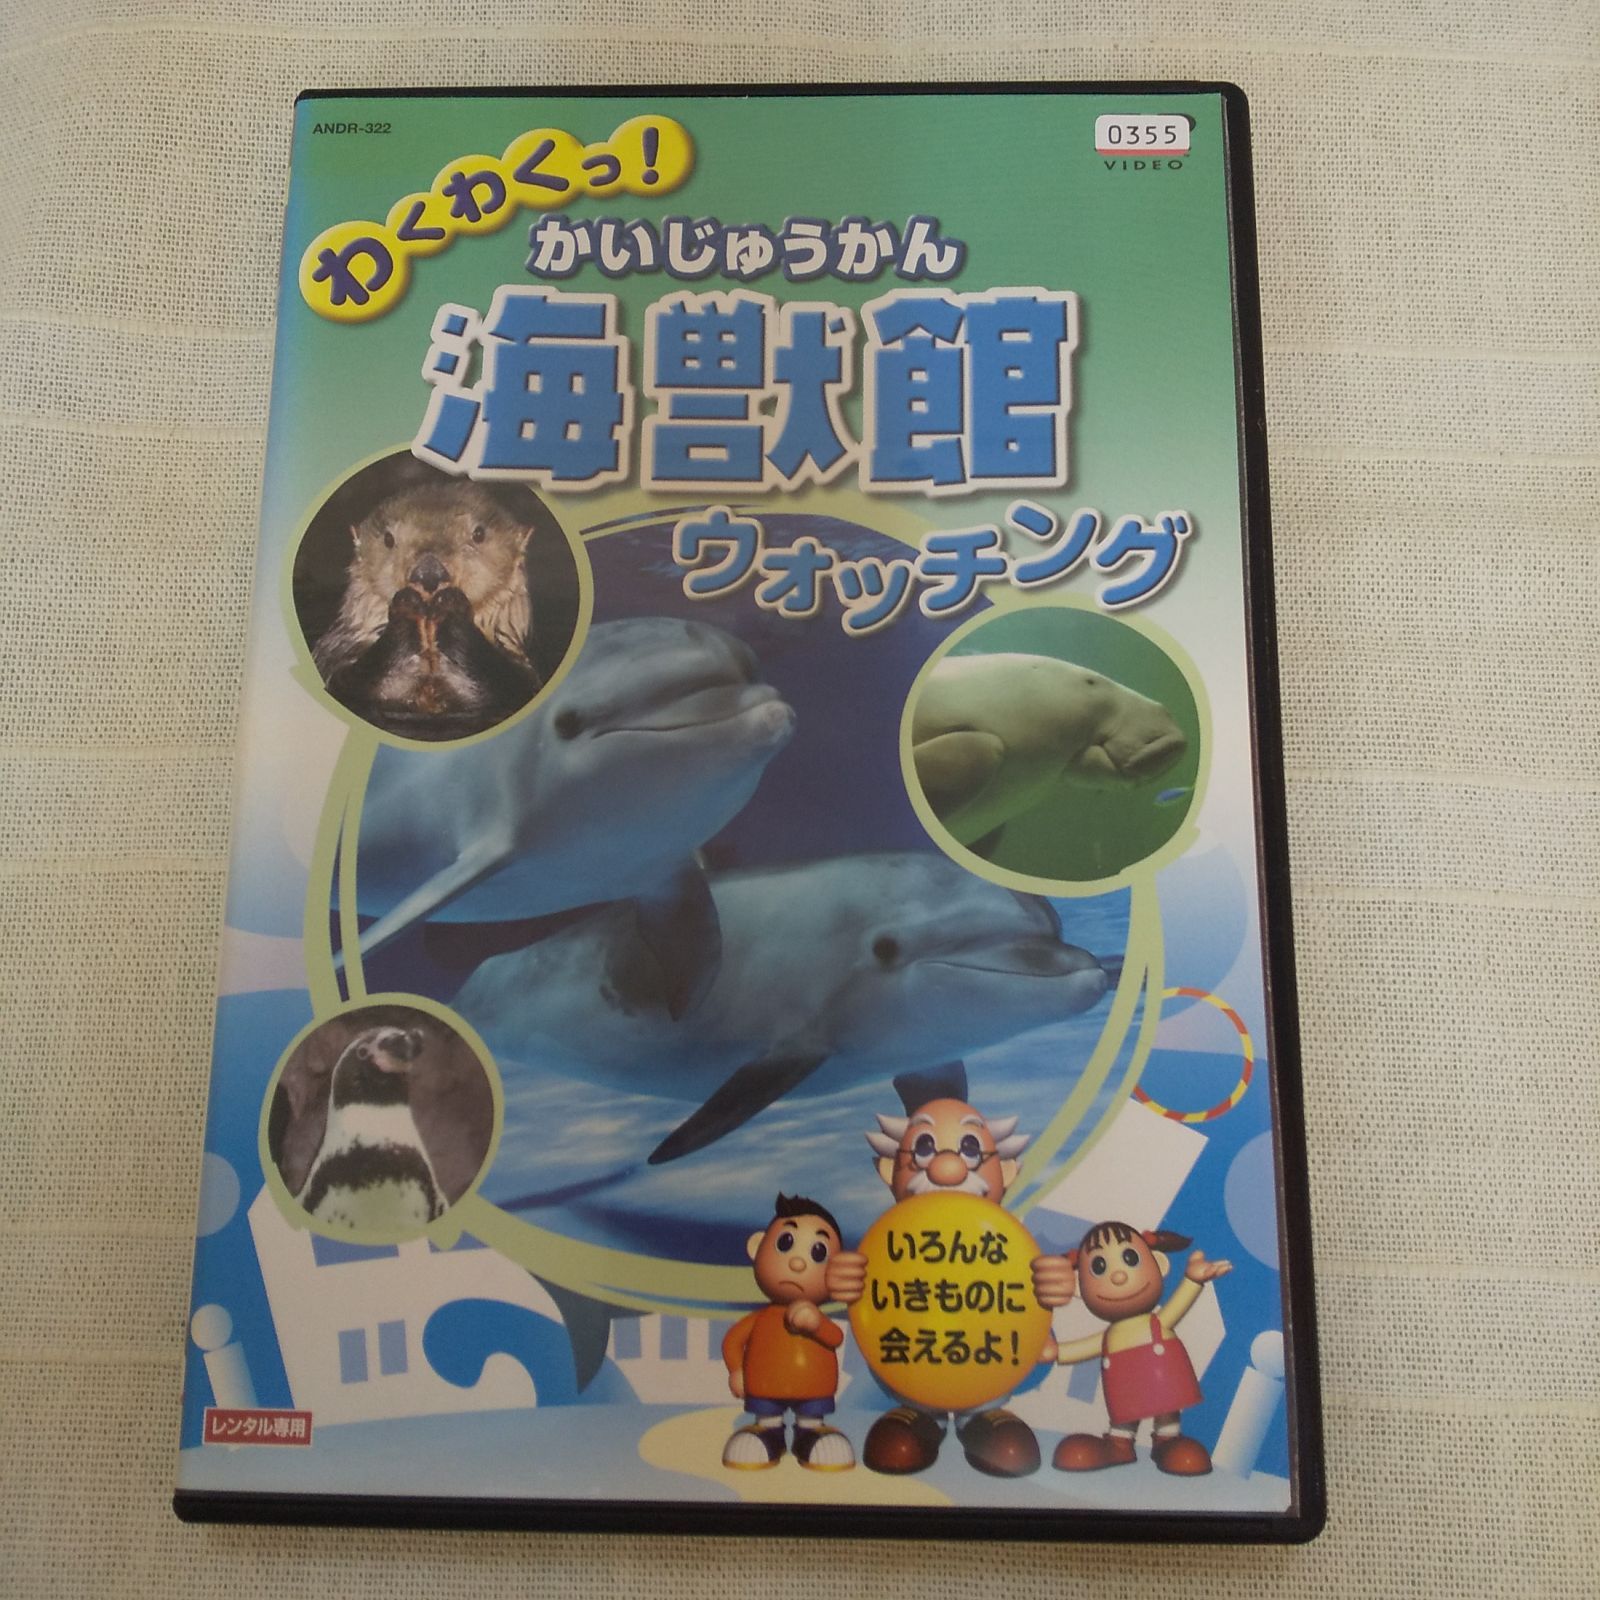 ANDR-322
0355
VIDEO
わくわくっ！
かいじゅうかん
海獣館
ウォッチング
いろんな
いきものに
会えるよ！
レンタル専用